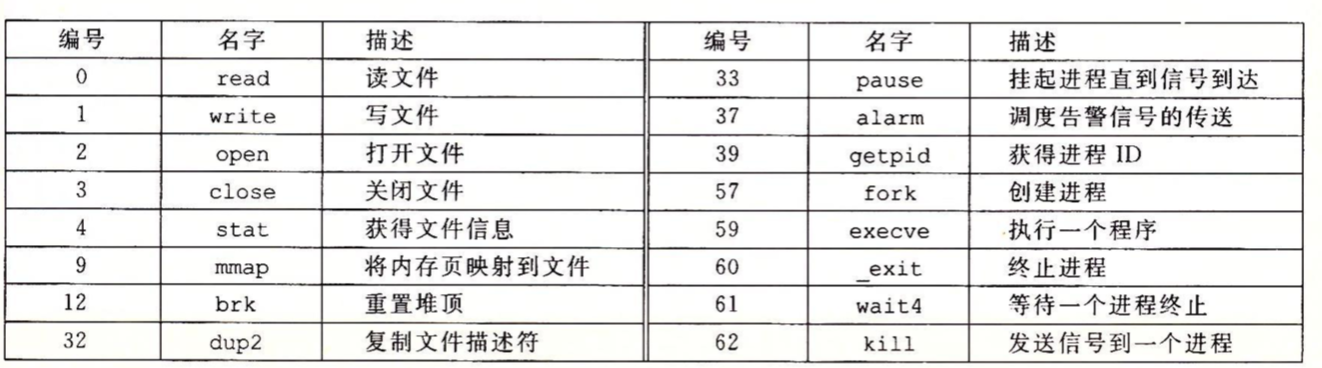 编号 名字 描述 编号 名字 描述
0 read 读文件 33 pause 挂起进程直到信号到达
1 write 写文件 37 alarm 调度告警信号的传送
2 open 打开文件 39 getpid 获得进程 ID
3 close 关闭文件 57 fork 创建进程
4 stat 获得文件信息 59 execve 执行一个程序
9 mmap 将内存页映射到文件 60 _exit 终止进程
12 brk 重置堆顶 61 wait4 等待一个进程终止
32 dup2 复制文件描述符 62 kill 发送信号到一个进程